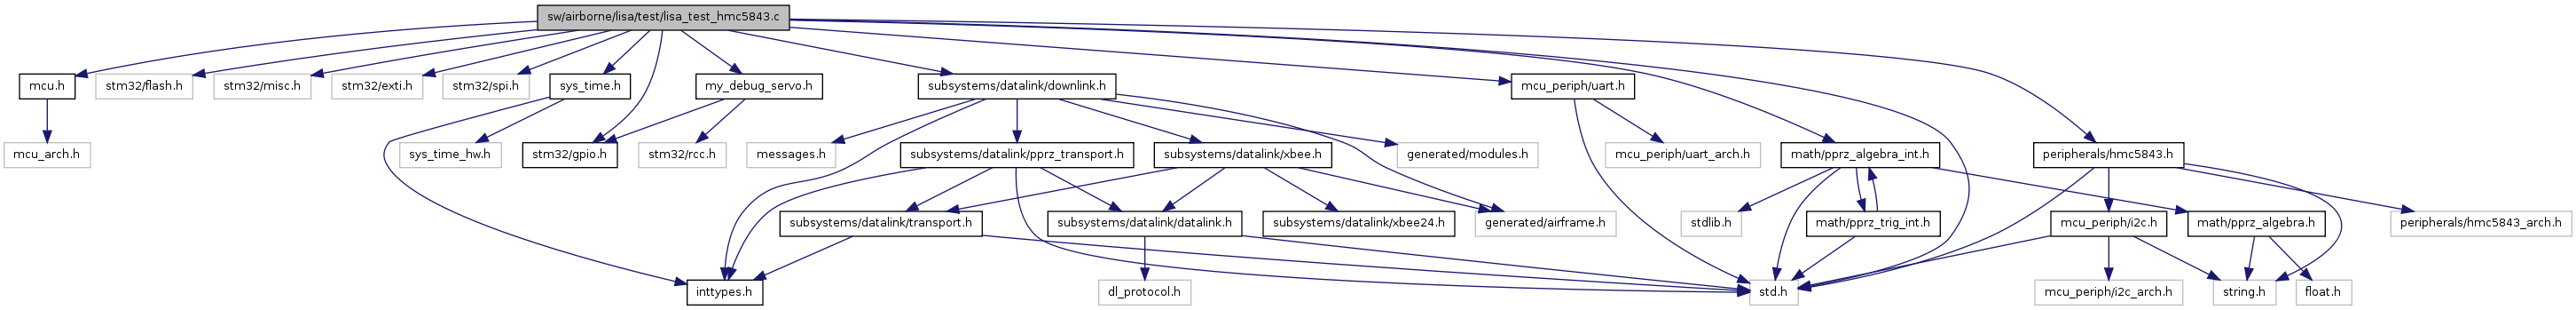 sw/airborne/lisa/test/lisa_test_hmc5843.c
mcu.h
stm32/flash.h
stm32/misc.h
stm32/exti.h
stm32/spi.h
sys_time.h
my_debug_servo.h
subsystems/datalink/downlink.h
mcu_periph/uart.h
mcu_arch.h
sys_time_hw.h
stm32/gpio.h
stm32/rcc.h
messages.h
subsystems/datalink/pprz_transport.h
subsystems/datalink/xbee.h
generated/modules.h
mcu_periph/uart_arch.h
math/pprz_algebra_int.h
peripherals/hmc5843.h
subsystems/datalink/transport.h
subsystems/datalink/datalink.h
subsystems/datalink/xbee24.h
generated/airframe.h
stdlib.h
math/pprz_trig_int.h
mcu_periph/i2c.h
math/pprz_algebra.h
peripherals/hmc5843_arch.h
inttypes.h
dl_protocol.h
std.h
mcu_periph/i2c_arch.h
string.h
float.h